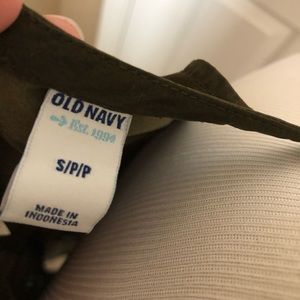 OLD NAVY
Est. 1994
S/P/P
MADE IN
INDONESIA